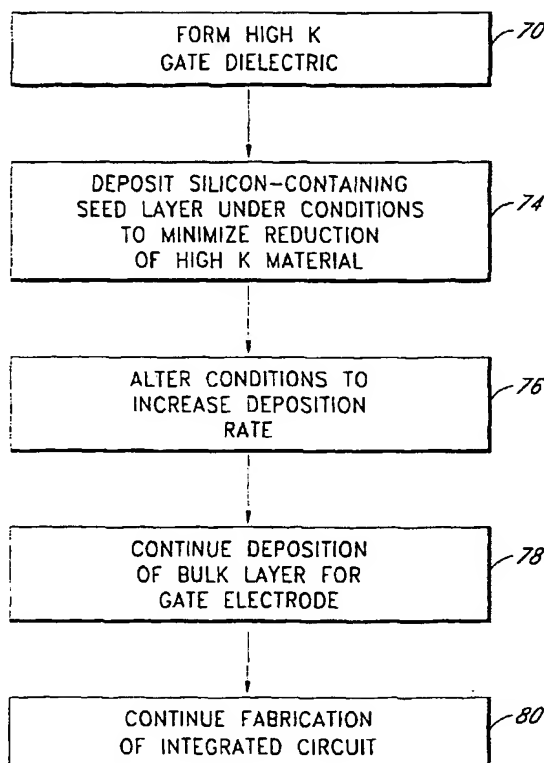 FORM HIGH K
GATE DIELECTRIC
70
DEPOSIT SILICON-CONTAINING
SEED LAYER UNDER CONDITIONS
TO MINIMIZE REDUCTION
OF HIGH K MATERIAL
74
ALTER CONDITIONS TO
INCREASE DEPOSITION
RATE
76
CONTINUE DEPOSITION
OF BULK LAYER FOR
GATE ELECTRODE
78
CONTINUE FABRICATION
OF INTEGRATED CIRCUIT
80